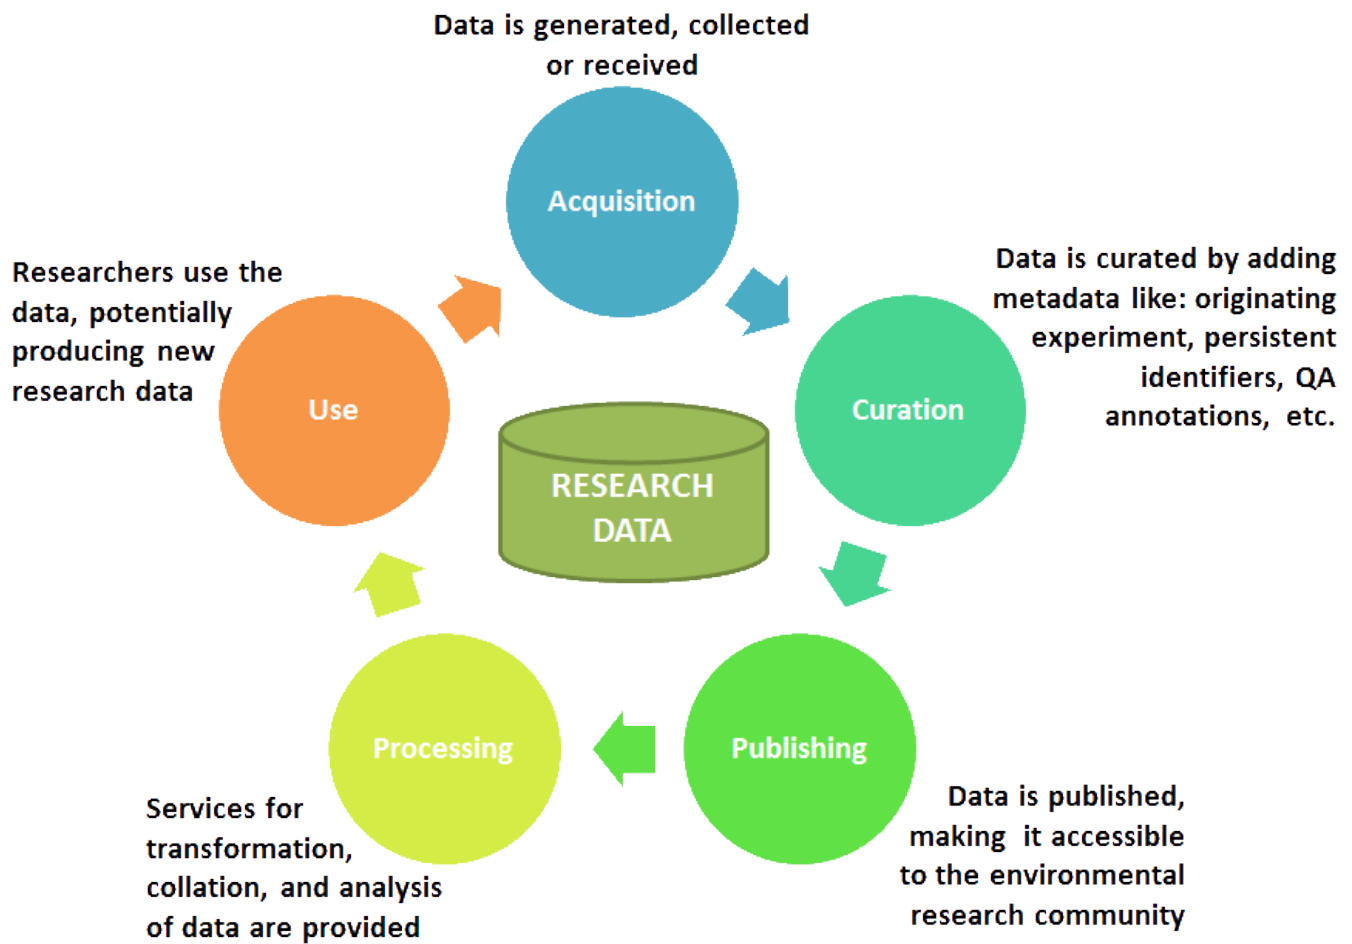 Data is generated, collected
or received
Acquisition
Data is curated by adding
metadata like: originating
experiment, persistent
identifiers, QA
annotations, etc.
Curation
Researchers use the
data, potentially
producing new
research data
Use
RESEARCH
DATA
Processing
Publishing
Services for
transformation,
collation, and analysis
of data are provided
Data is published,
making it accessible
to the environmental
research community